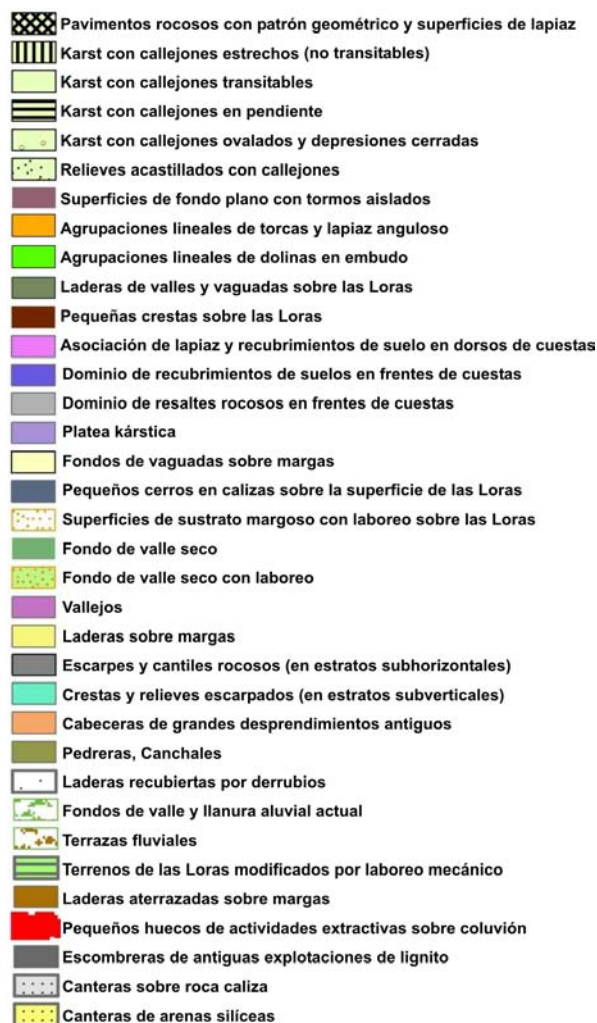 Pavimentos rocosos con patrón geométrico y superficies de lapiaz
Karst con callejones estrechos (no transitables)
Karst con callejones transitables
Karst con callejones en pendiente
Karst con callejones ovalados y depresiones cerradas
Relieves acastillados con callejones
Superficies de fondo plano con tormos aislados
Agrupaciones lineales de torcas y lapiaz anguloso
Agrupaciones lineales de dolinas en embudo
Laderas de valles y vaguadas sobre las Loras
Pequeñas crestas sobre las Loras
Asociación de lapiaz y recubrimientos de suelo en dorsos de cuestas
Dominio de recubrimientos de suelos en frentes de cuestas
Dominio de resaltes rocosos en frentes de cuestas
Platea kárstica
Fondos de vaguadas sobre margas
Pequeños cerros en calizas sobre la superficie de las Loras
Superficies de sustrato margoso con laboreo sobre las Loras
Fondo de valle seco
Fondo de valle seco con laboreo
Vallejos
Laderas sobre margas
Escarpes y cantiles rocosos (en estratos subhorizontales)
Crestas y relieves escarpados (en estratos subverticales)
Cabeceras de grandes desprendimientos antiguos
Pedreras, Canchales
Laderas recubiertas por derrubios
Fondos de valle y llanura aluvial actual
Terrazas fluviales
Terrenos de las Loras modificados por laboreo mecánico
Laderas aterrazadas sobre margas
Pequeños huecos de actividades extractivas sobre coluvión
Escombreras de antiguas explotaciones de lignito
Canteras sobre roca caliza
Canteras de arenas silíceas